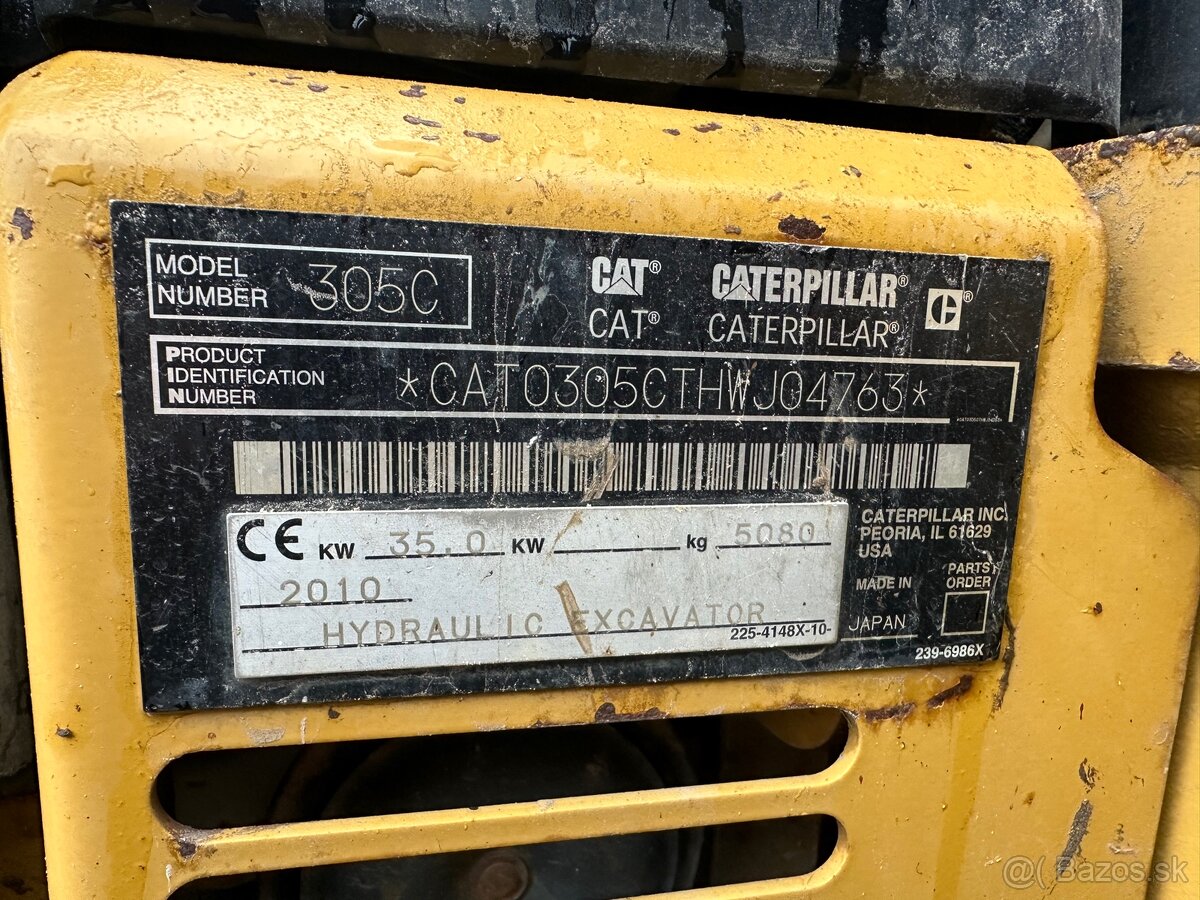 MODEL NUMBER 305C
CAT® CATERPILLAR® C®
CAT® CATERPILLAR®
PRODUCT
IDENTIFICATION
NUMBER
*CAT0305CTHWJ04763*
CE KW 35.0 KW kg 5080
2010
HYDRAULIC EXCAVATOR
225-4148X-10-
CATERPILLAR INC.
PEORIA, IL 61629
USA
MADE IN
JAPAN
PARTS
ORDER
239-6986X
@( Bazos.sk